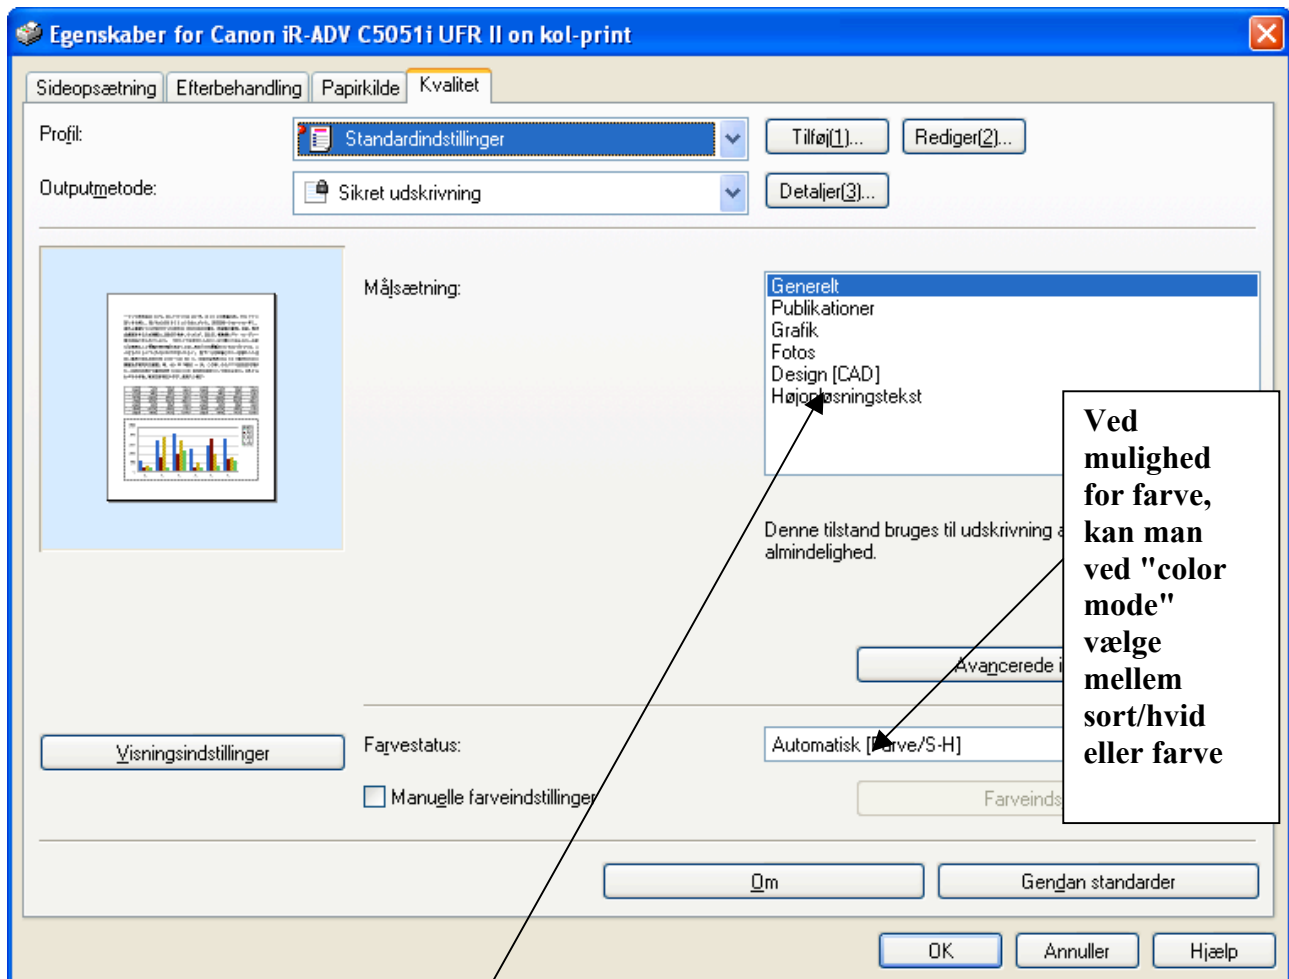 Egenskaber for Canon iR-ADV C5051i UFR II on kol-print
Sideopsætning Efterbehandling Papirkilde Kvalitet
Profil: Standardindstillinger Tilføj(1)... Rediger(2)...
Outputmetode: Sikret udskrivning Detaljer(3)...
Målsætning:
Generelt
Publikationer
Grafik
Fotos
Design [CAD]
Højopløsningstekst
Denne tilstand bruges til udskrivning
almindelighed.
Avancerede
Visningsindstillinger
Farvestatus: Automatisk [Farve/S-H]
Manuelle farveindstillinger
Farveinds
Ved
mulighed
for farve,
kan man
ved "color
mode"
vælge
mellem
sort/hvid
eller farve
Om Gendan standarder
OK Annuller Hjælp